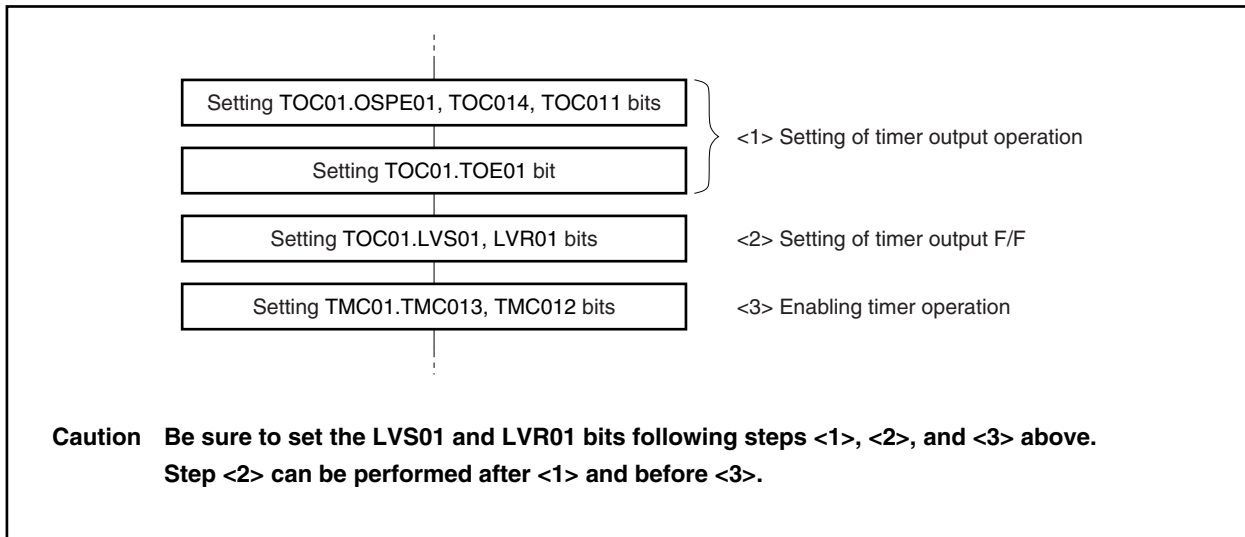 Setting TOC01.OSPE01, TOC014, TOC011 bits
<1> Setting of timer output operation
Setting TOC01.TOE01 bit
Setting TOC01.LVS01, LVR01 bits
<2> Setting of timer output F/F
Setting TMC01.TMC013, TMC012 bits
<3> Enabling timer operation
Caution Be sure to set the LVS01 and LVR01 bits following steps <1>, <2>, and <3> above.
Step <2> can be performed after <1> and before <3>.